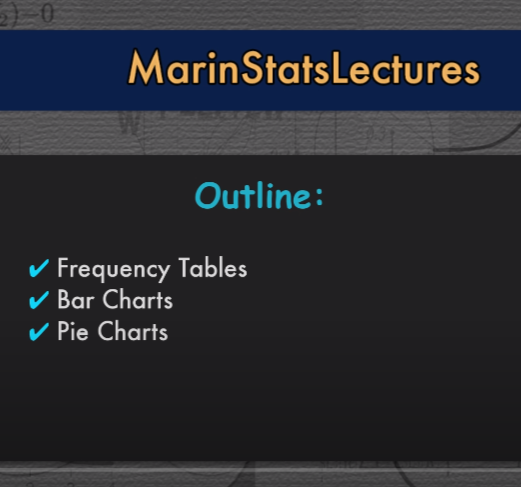 MarinStatsLectures
Outline:
✔ Frequency Tables
✔ Bar Charts
✔ Pie Charts